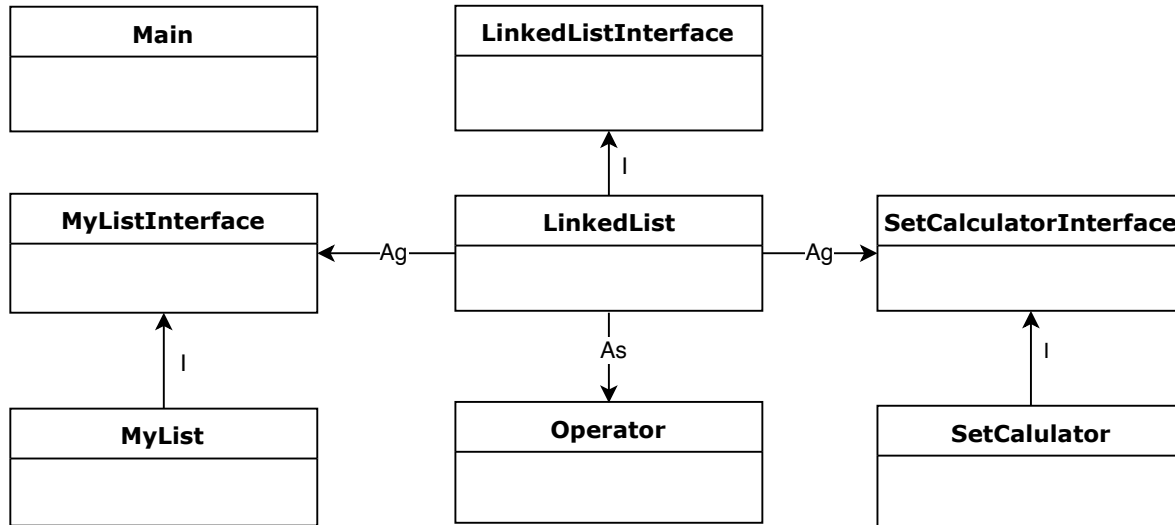 Main
LinkedListInterface
I
MyListInterface
LinkedList
SetCalculatorInterface
Ag
Ag
I
As
I
MyList
Operator
SetCalulator